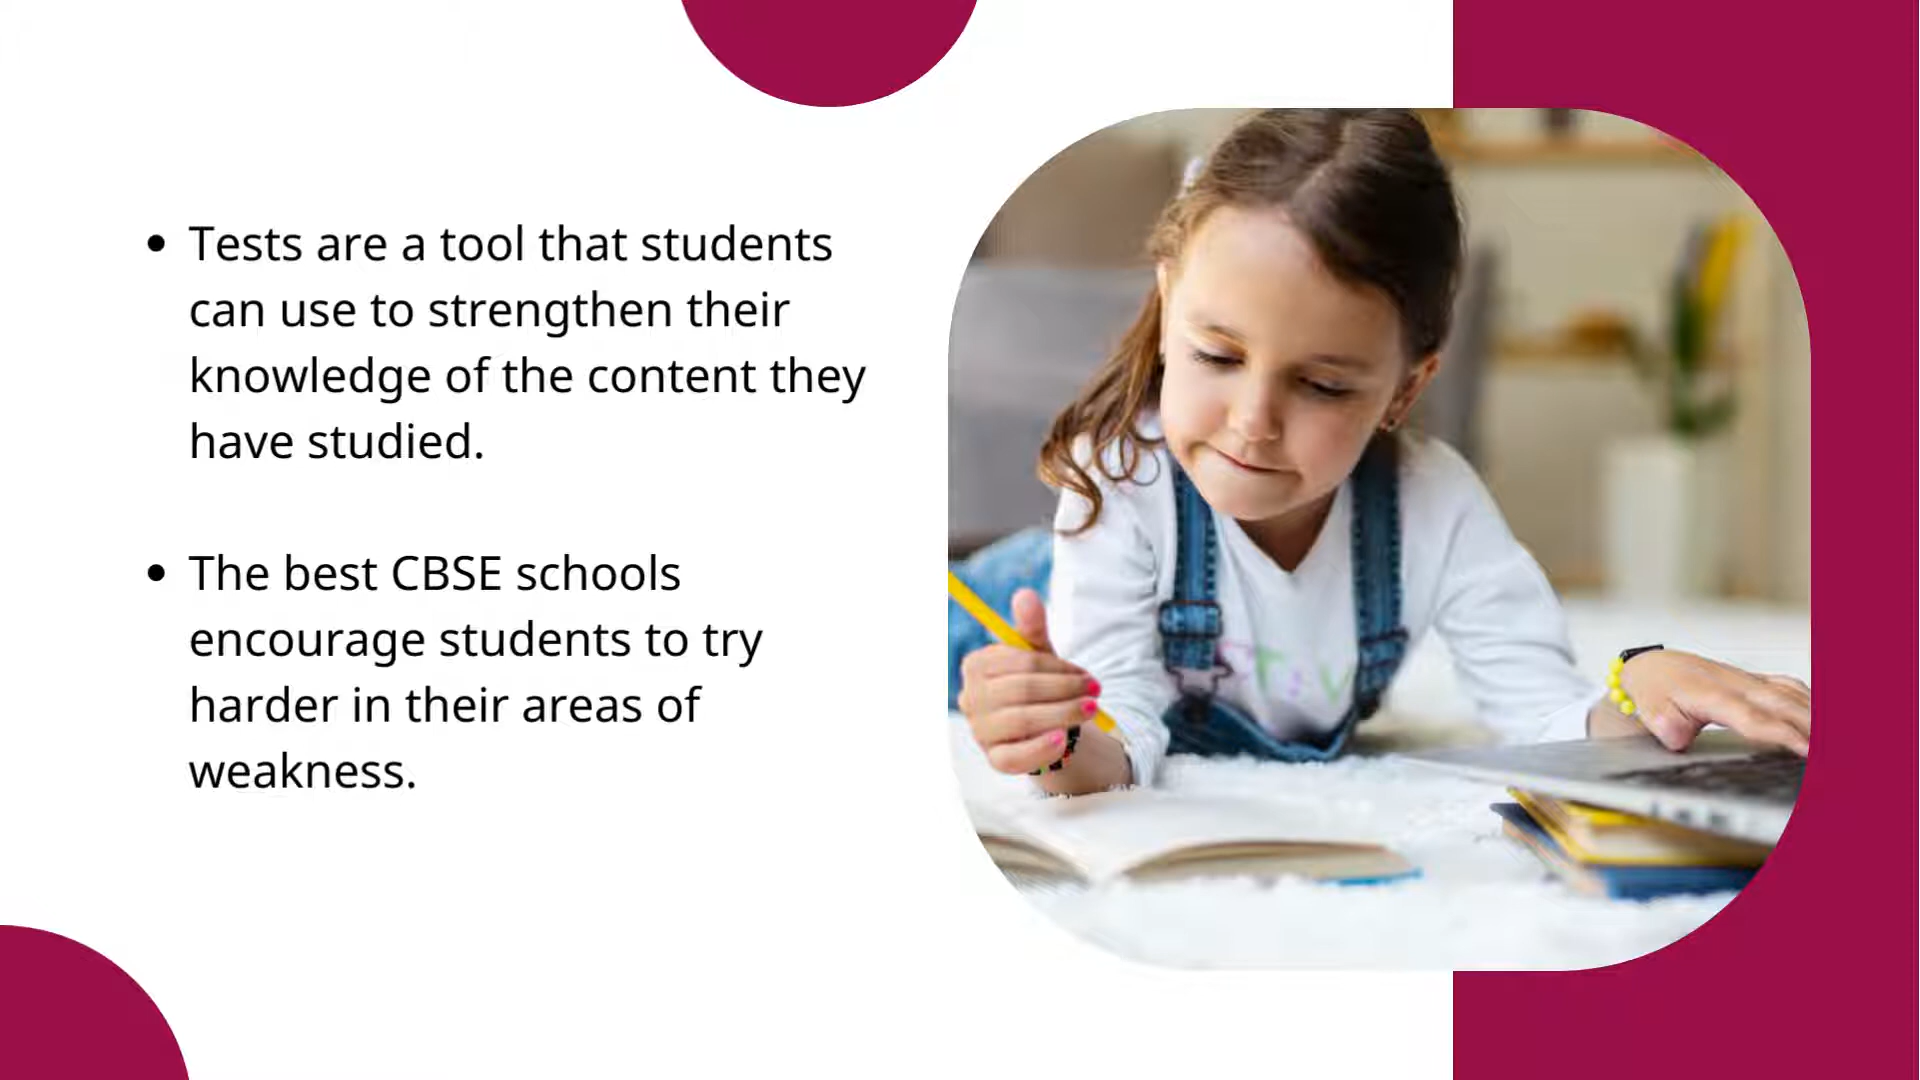 • Tests are a tool that students
can use to strengthen their
knowledge of the content they
have studied.
• The best CBSE schools
encourage students to try
harder in their areas of
weakness.